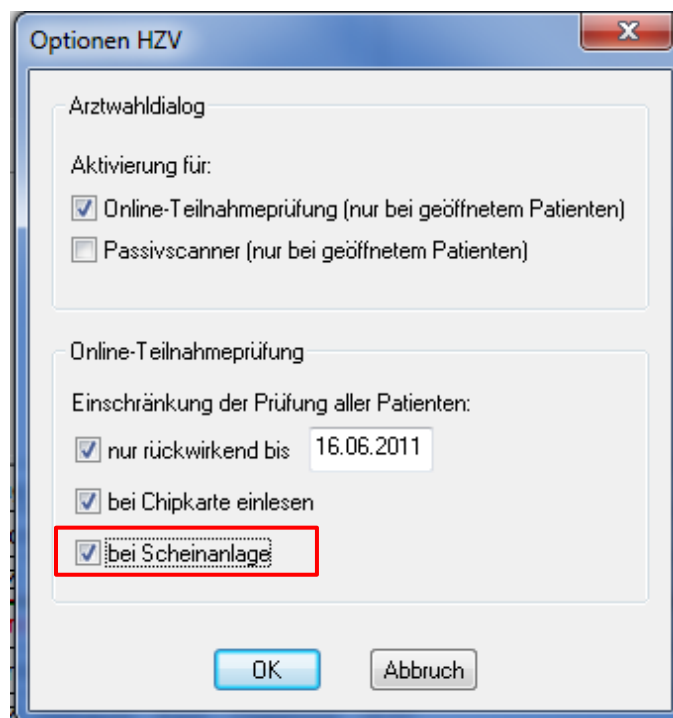 Optionen HZV
Arztwahldialog
Aktivierung für:
Online-Teilnahmeprüfung (nur bei geöffnetem Patienten)
Passivscanner (nur bei geöffnetem Patienten)
Online-Teilnahmeprüfung
Einschränkung der Prüfung aller Patienten:
nur rückwirkend bis 16.06.2011
bei Chipkarte einlesen
bei Scheinanlage
OK Abbruch